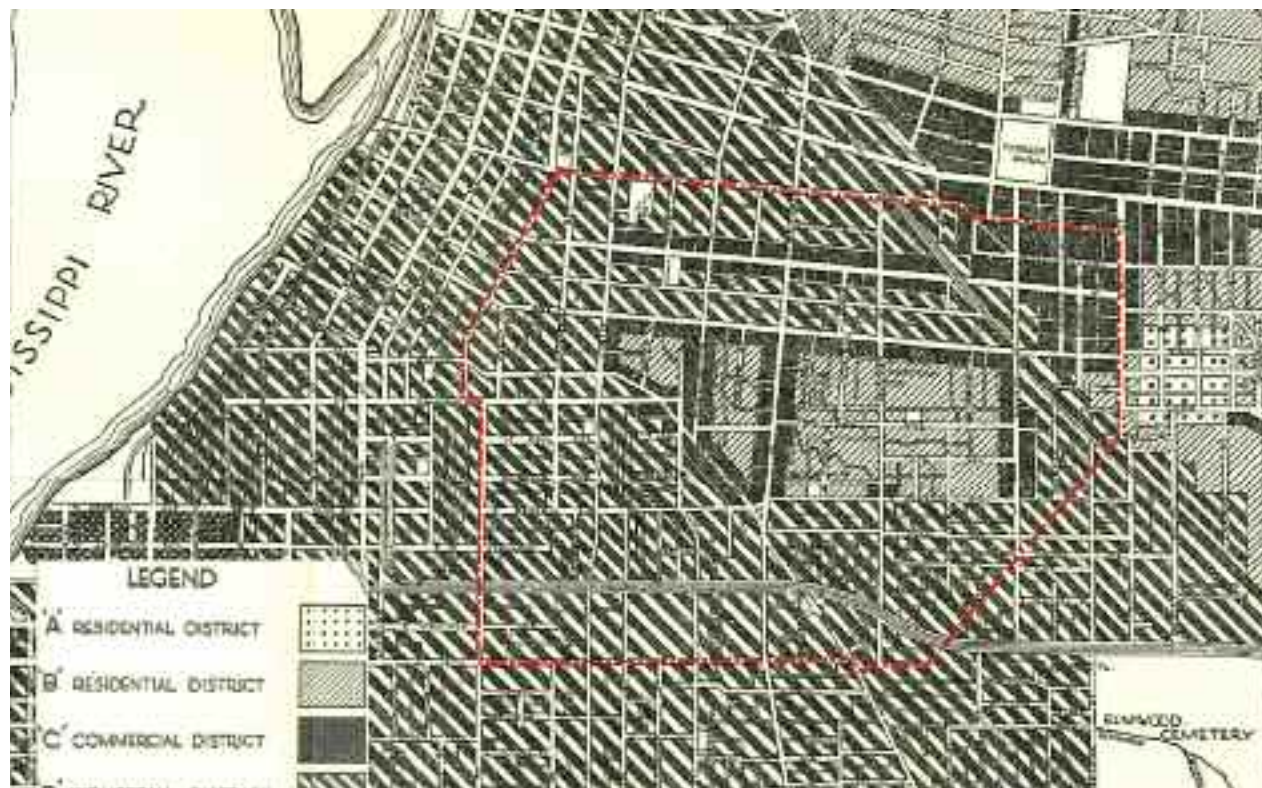 SSIPPI RIVER
LEGEND
"A" RESIDENTIAL DISTRICT
"B" RESIDENTIAL DISTRICT
"C" COMMERCIAL DISTRICT
ELMWOOD
CEMETERY